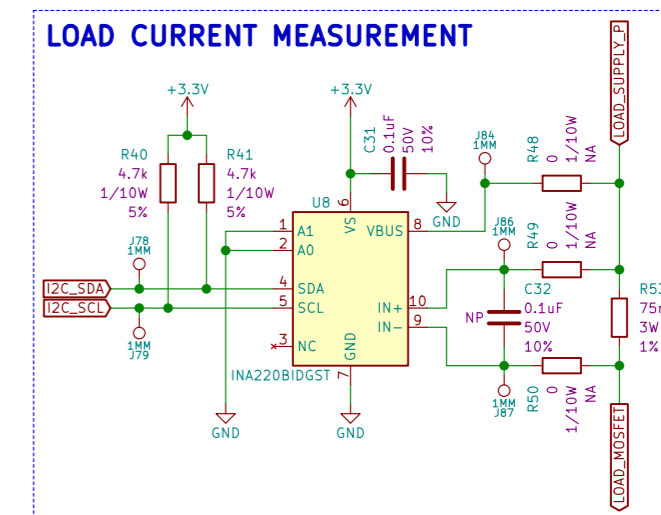 LOAD CURRENT MEASUREMENT
LOAD_SUPPLY_P
+3.3V
+3.3V
C31
0.1uF
50V
10%
J84
1MM
R48
0
1/10W
NA
R40
4.7k
1/10W
5%
R41
4.7k
1/10W
5%
U8
6
VS
GND
1
A1
2
A0
VBUS
8
J86
1MM
R49
0
1/10W
NA
J78
1MM
I2C_SDA
4
SDA
I2C_SCL
5
SCL
IN+
10
IN-
9
NP
C32
0.1uF
50V
10%
R53
3W
1%
1MM
J79
3
NC
GND
7
INA220BIDGST
1MM
J87
R50
0
1/10W
NA
GND
GND
LOAD_MOSFET